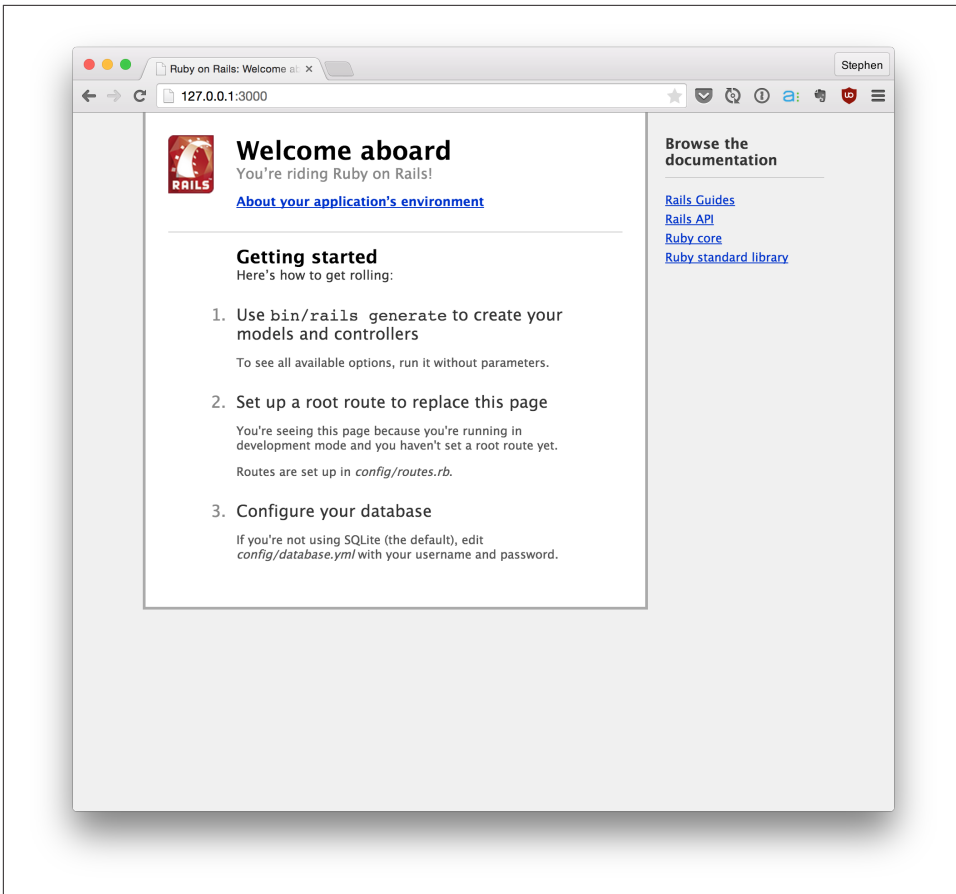 Ruby on Rails: Welcome ab
Stephen
127.0.0.1:3000
RAILS
Welcome aboard
You’re riding Ruby on Rails!
About your application's environment
Getting started
Here’s how to get rolling:
1. Use bin/rails generate to create your
models and controllers
To see all available options, run it without parameters.
2. Set up a root route to replace this page
You're seeing this page because you're running in
development mode and you haven't set a root route yet.
Routes are set up in config/routes.rb.
3. Configure your database
If you're not using SQLite (the default), edit
config/database.yml with your username and password.
Browse the
documentation
Rails Guides
Rails API
Ruby core
Ruby standard library